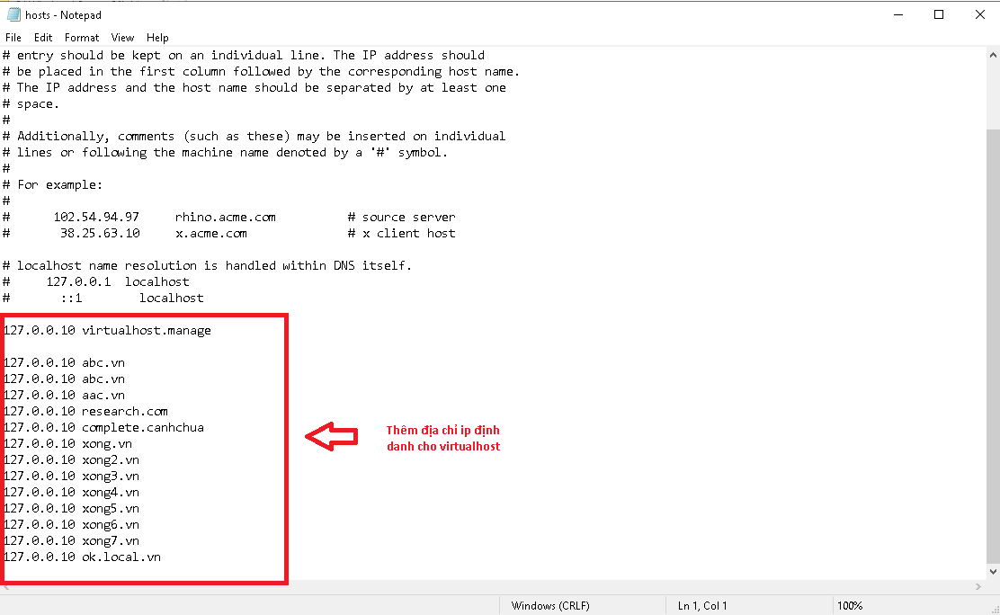 hosts - Notepad
File Edit Format View Help
# entry should be kept on an individual line. The IP address should
# be placed in the first column followed by the corresponding host name.
# The IP address and the host name should be separated by at least one
# space.
#
# Additionally, comments (such as these) may be inserted on individual
# lines or following the machine name denoted by a '#' symbol.
#
# For example:
#
#      102.54.94.97     rhino.acme.com          # source server
#       38.25.63.10     x.acme.com              # x client host
# localhost name resolution is handled within DNS itself.
#     127.0.0.1  localhost
#       ::1        localhost
127.0.0.10 virtualhost.manage
127.0.0.10 abc.vn
127.0.0.10 abc.vn
127.0.0.10 aac.vn
127.0.0.10 research.com
127.0.0.10 complete.canhchua
127.0.0.10 xong.vn
127.0.0.10 xong2.vn
127.0.0.10 xong3.vn
127.0.0.10 xong4.vn
127.0.0.10 xong5.vn
127.0.0.10 xong6.vn
127.0.0.10 xong7.vn
127.0.0.10 ok.local.vn
Thêm địa chỉ ip định
danh cho virtualhost
Windows (CRLF) Ln 1, Col 1 100%